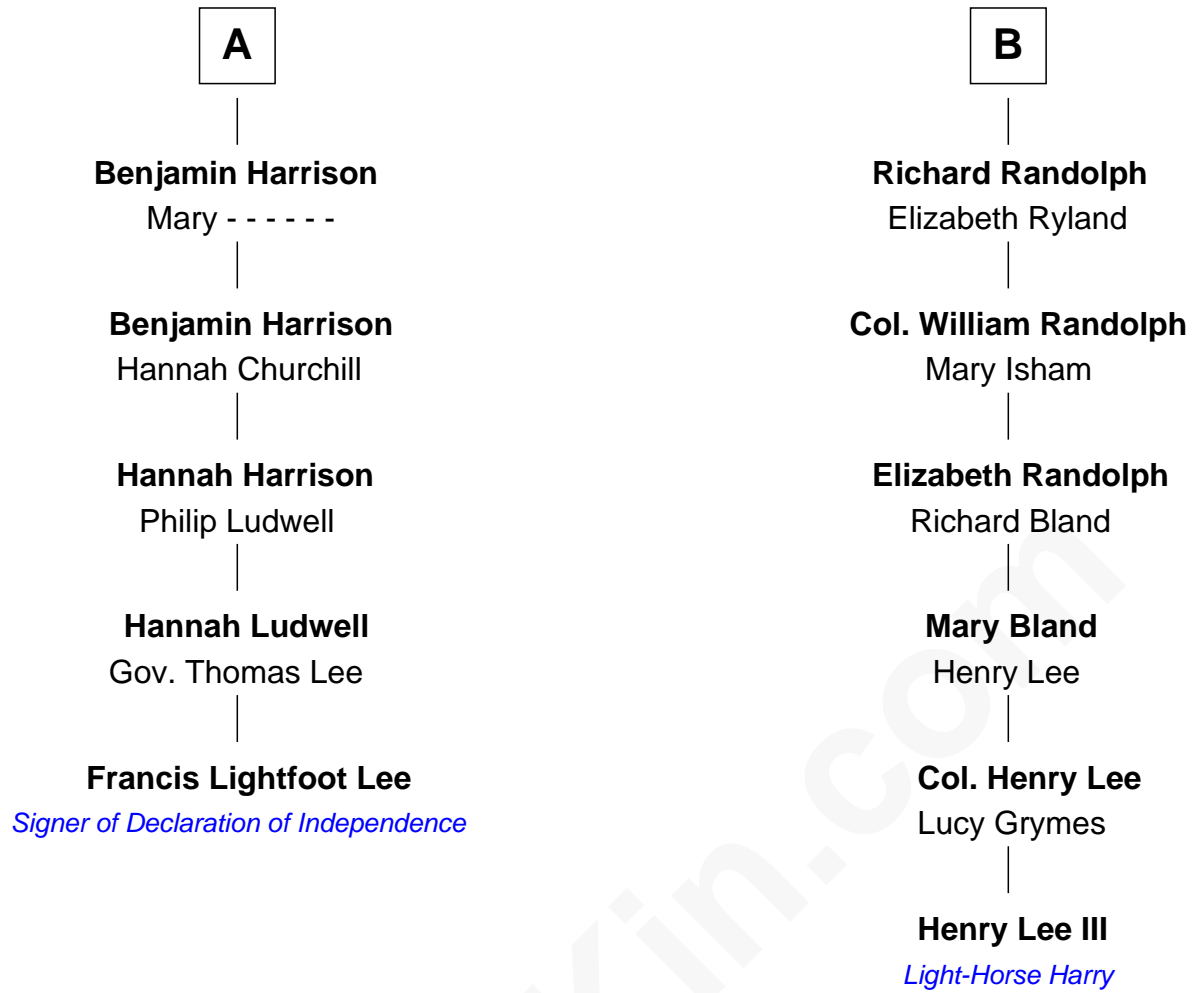 A
Benjamin Harrison
Mary - - - - - -
Benjamin Harrison
Hannah Churchill
Hannah Harrison
Philip Ludwell
Hannah Ludwell
Gov. Thomas Lee
Francis Lightfoot Lee
Signer of Declaration of Independence
B
Richard Randolph
Elizabeth Ryland
Col. William Randolph
Mary Isham
Elizabeth Randolph
Richard Bland
Mary Bland
Henry Lee
Col. Henry Lee
Lucy Grymes
Henry Lee III
Light-Horse Harry
Kin.com